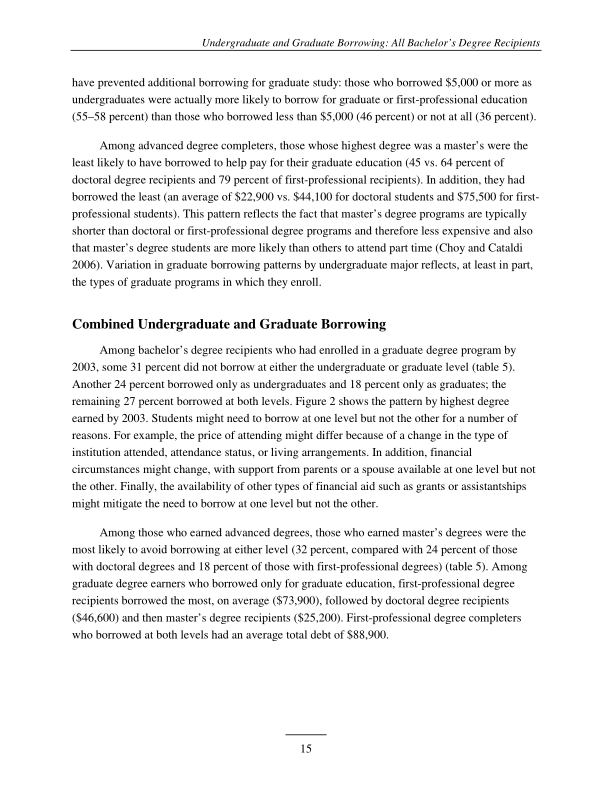 Undergraduate and Graduate Borrowing: All Bachelor’s Degree Recipients
have prevented additional borrowing for graduate study: those who borrowed $5,000 or more as
undergraduates were actually more likely to borrow for graduate or first-professional education
(55–58 percent) than those who borrowed less than $5,000 (46 percent) or not at all (36 percent).
Among advanced degree completers, those whose highest degree was a master’s were the
least likely to have borrowed to help pay for their graduate education (45 vs. 64 percent of
doctoral degree recipients and 79 percent of first-professional recipients). In addition, they had
borrowed the least (an average of $22,900 vs. $44,100 for doctoral students and $75,500 for first-
professional students). This pattern reflects the fact that master’s degree programs are typically
shorter than doctoral or first-professional degree programs and therefore less expensive and also
that master’s degree students are more likely than others to attend part time (Choy and Cataldi
2006). Variation in graduate borrowing patterns by undergraduate major reflects, at least in part,
the types of graduate programs in which they enroll.
Combined Undergraduate and Graduate Borrowing
Among bachelor’s degree recipients who had enrolled in a graduate degree program by
2003, some 31 percent did not borrow at either the undergraduate or graduate level (table 5).
Another 24 percent borrowed only as undergraduates and 18 percent only as graduates; the
remaining 27 percent borrowed at both levels. Figure 2 shows the pattern by highest degree
earned by 2003. Students might need to borrow at one level but not the other for a number of
reasons. For example, the price of attending might differ because of a change in the type of
institution attended, attendance status, or living arrangements. In addition, financial
circumstances might change, with support from parents or a spouse available at one level but not
the other. Finally, the availability of other types of financial aid such as grants or assistantships
might mitigate the need to borrow at one level but not the other.
Among those who earned advanced degrees, those who earned master’s degrees were the
most likely to avoid borrowing at either level (32 percent, compared with 24 percent of those
with doctoral degrees and 18 percent of those with first-professional degrees) (table 5). Among
graduate degree earners who borrowed only for graduate education, first-professional degree
recipients borrowed the most, on average ($73,900), followed by doctoral degree recipients
($46,600) and then master’s degree recipients ($25,200). First-professional degree completers
who borrowed at both levels had an average total debt of $88,900.
15